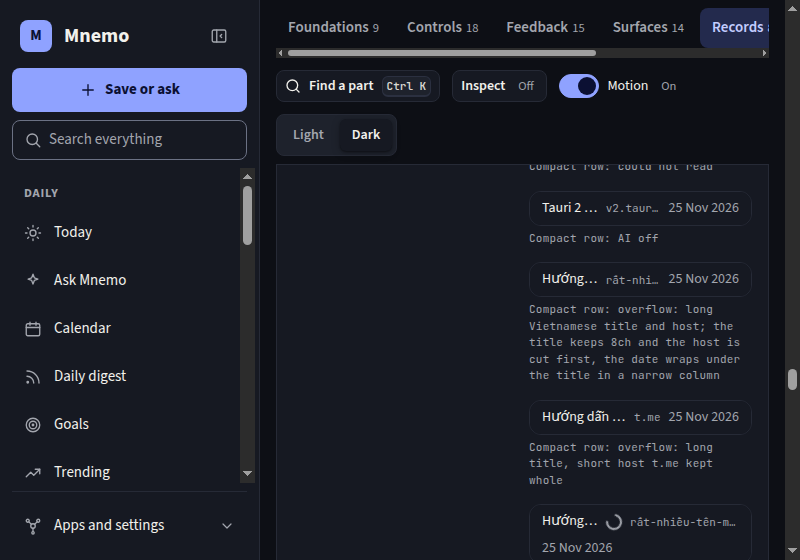 M Mnemo
+ Save or ask
Search everything
DAILY
Today
Ask Mnemo
Calendar
Daily digest
Goals
Trending
Apps and settings
Foundations 9 Controls 18 Feedback 15 Surfaces 14 Records
Find a part Ctrl K Inspect Off Motion On
Light Dark
Compact row: could not read
Tauri 2 … v2.taur… 25 Nov 2026
Compact row: AI off
Hướng… rất-nhi… 25 Nov 2026
Compact row: overflow: long
Vietnamese title and host; the
title keeps 8ch and the host is
cut first, the date wraps under
the title in a narrow column
Hướng dẫn … t.me 25 Nov 2026
Compact row: overflow: long
title, short host t.me kept
whole
Hướng… rất-nhiều-tên-m…
25 Nov 2026